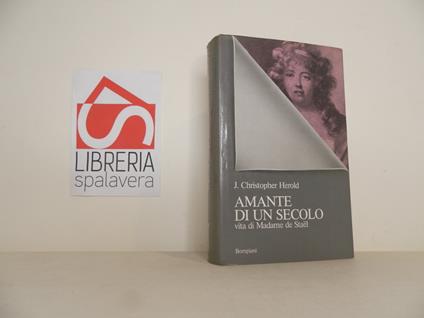 LIBRERIA
spalavera
J. Christopher Herold
AMANTE
DI UN SECOLO
vita di Madame de Staël
Bompiani